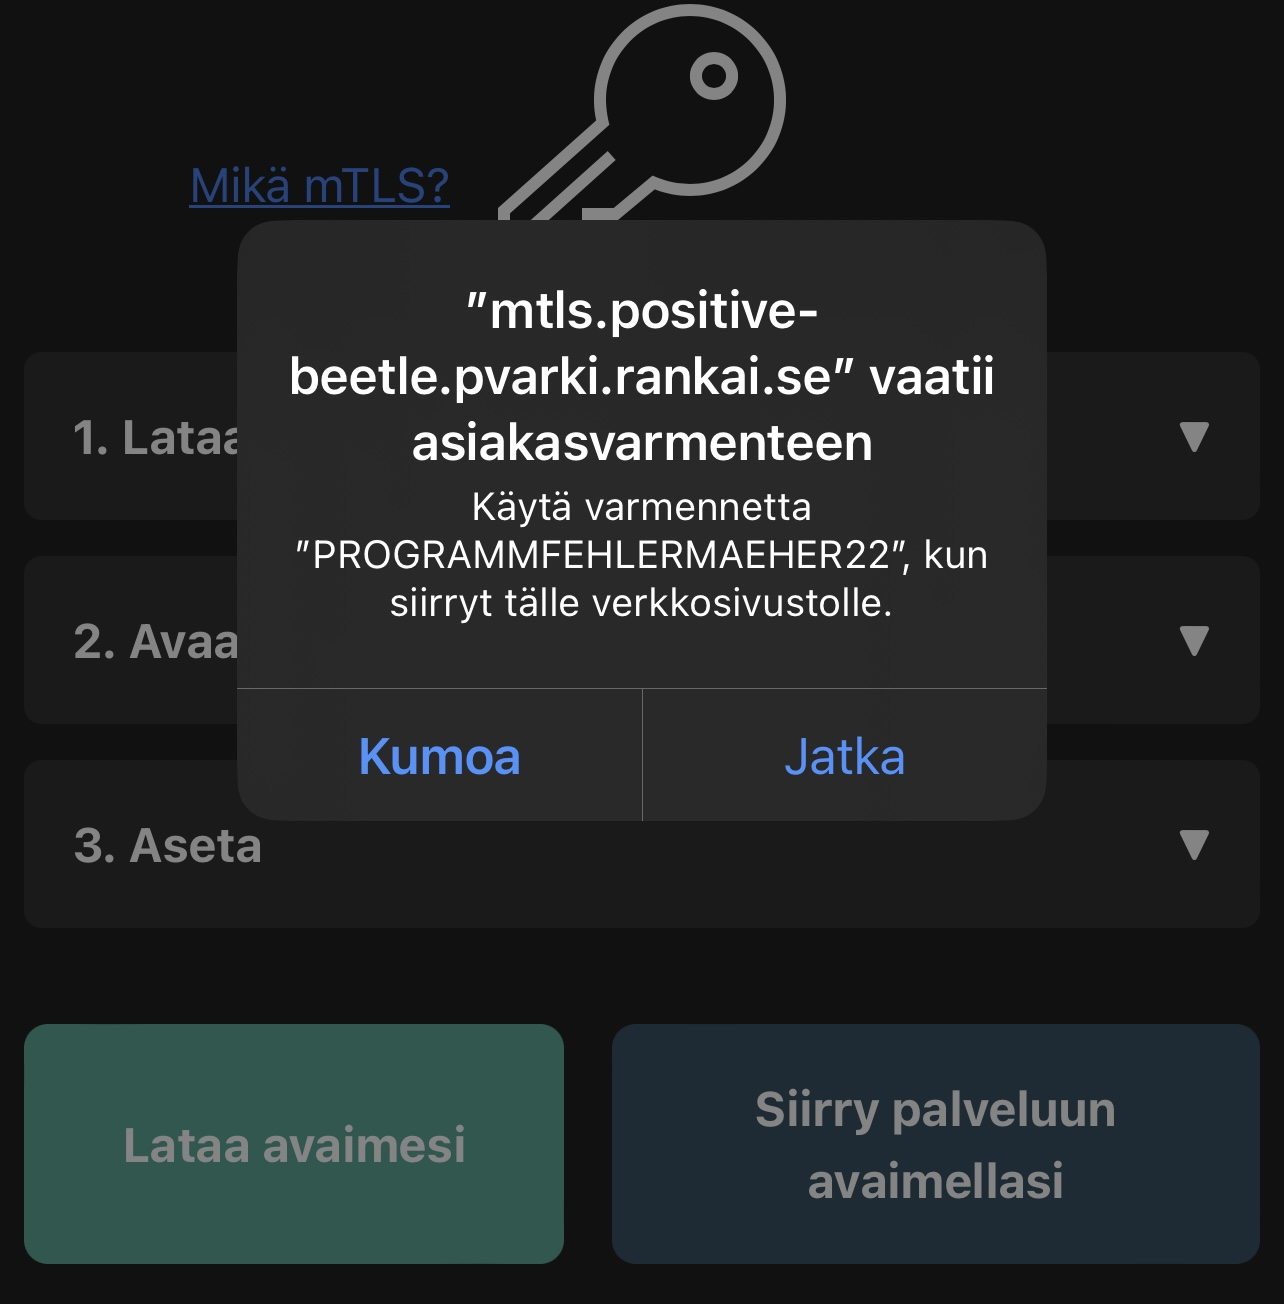 Mikä mTLS?
”mtls.positive-
beetle.pvarki.rankai.se” vaatii
asiakasvarmenteen
Käytä varmennetta
”PROGRAMMFEHLERMAEHER22”, kun
siirryt tälle verkkosivustolle.
Kumoa
Jatka
1. Lataa
2. Avaa
3. Aseta
Lataa avaimesi
Siirry palveluun
avaimellasi